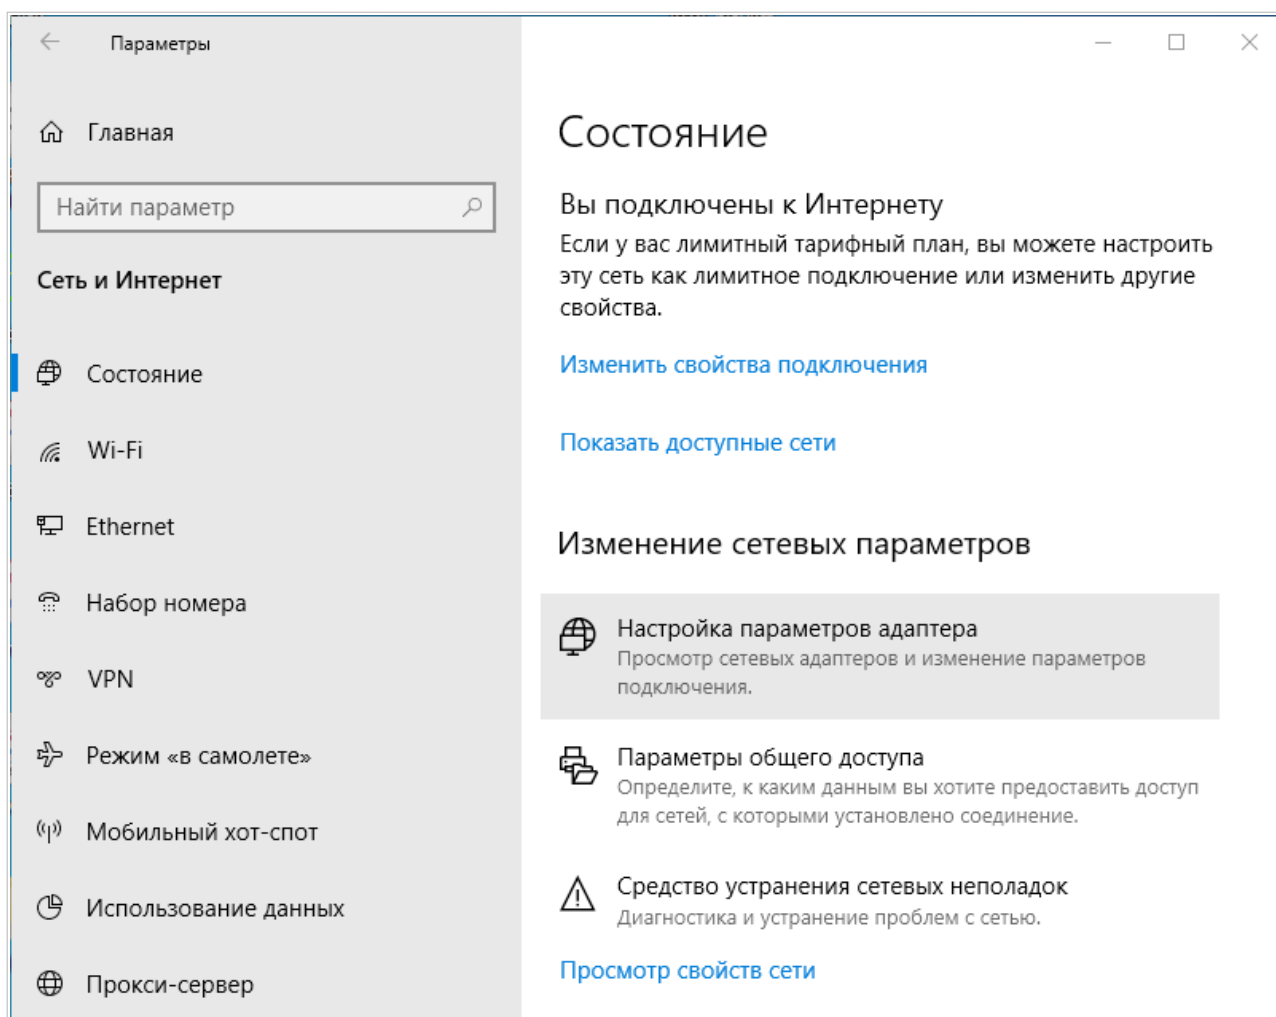 Параметры
Главная
Найти параметр
Сеть и Интернет
Состояние
Wi-Fi
Ethernet
Набор номера
VPN
Режим «в самолете»
Мобильный хот-спот
Использование данных
Прокси-сервер
Состояние
Вы подключены к Интернету
Если у вас лимитный тарифный план, вы можете настроить
эту сеть как лимитное подключение или изменить другие
свойства.
Изменить свойства подключения
Показать доступные сети
Изменение сетевых параметров
Настройка параметров адаптера
Просмотр сетевых адаптеров и изменение параметров
подключения.
Параметры общего доступа
Определите, к каким данным вы хотите предоставить доступ
для сетей, с которыми установлено соединение.
Средство устранения сетевых неполадок
Диагностика и устранение проблем с сетью.
Просмотр свойств сети